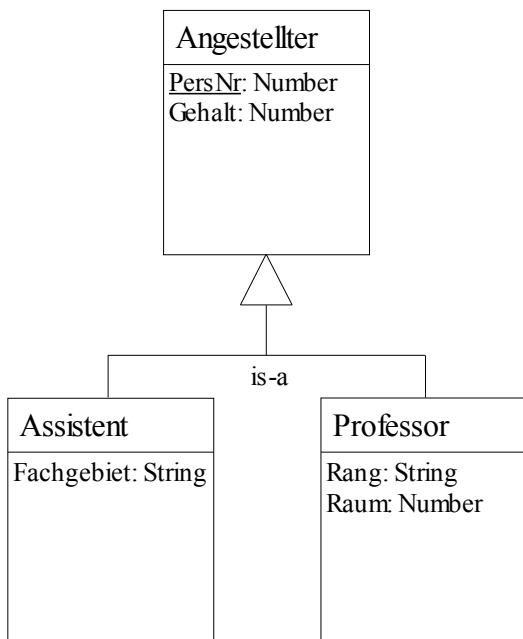 Angestellter
PersNr: Number
Gehalt: Number
is-a
Assistent
Fachgebiet: String
Professor
Rang: String
Raum: Number